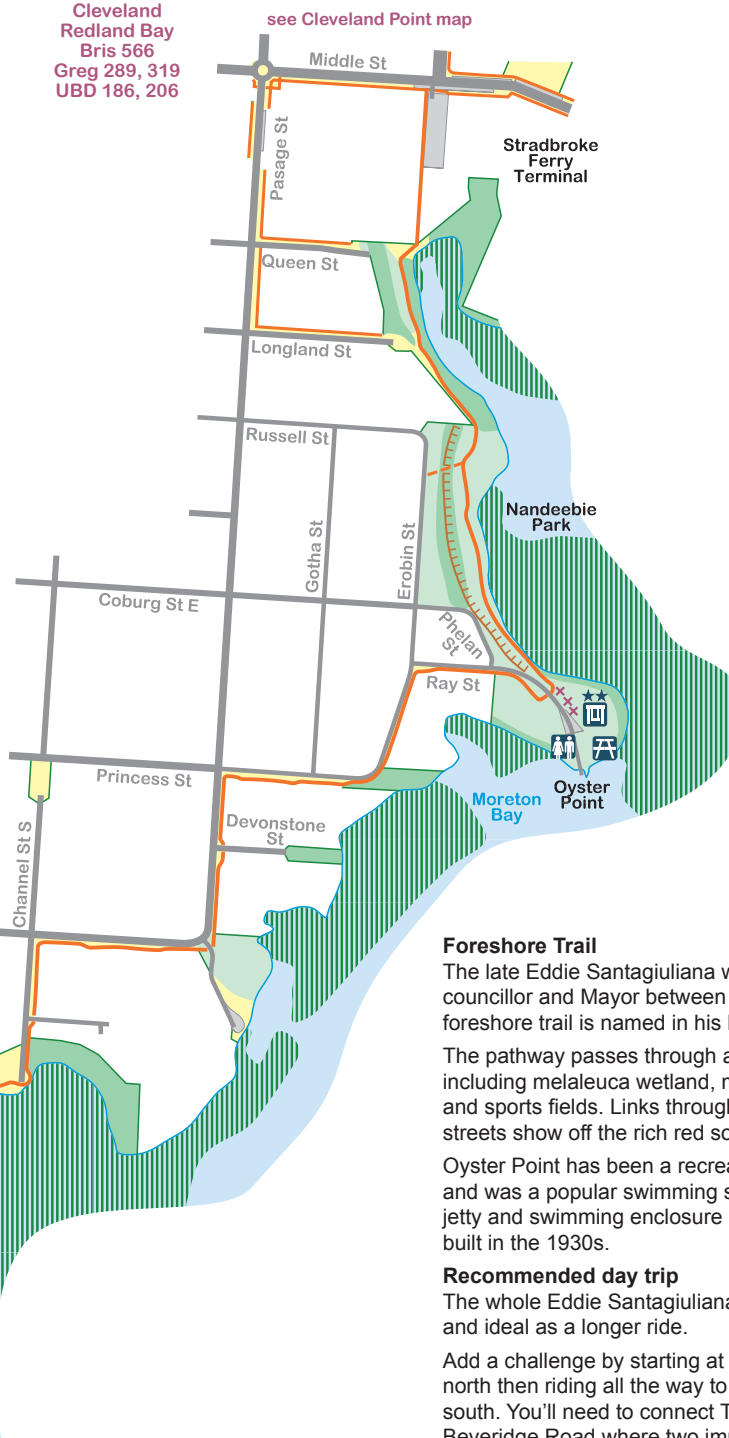 Cleveland
Redland Bay
Bris 566
Greg 289, 319
UBD 186, 206
see Cleveland Point map
Middle St
Pasage St
Stradbroke
Ferry
Terminal
Queen St
Longland St
Russell St
Gotha St
Erobin St
Nandeebie
Park
Coburg St E
Phelan
St
Ray St
Princess St
Channel St S
Devonstone
St
Moreton
Bay
Oyster
Point
Foreshore Trail
The late Eddie Santagiuliana
councillor and Mayor between
foreshore trail is named in his
The pathway passes through
including melaleuca wetland,
and sports fields. Links
streets show off the rich red
Oyster Point has been a
and was a popular swimming
jetty and swimming enclosure
built in the 1930s.
Recommended day trip
The whole Eddie Santagiuliana
and ideal as a longer ride.
Add a challenge by starting at
north then riding all the way to
south. You'll need to connect
Beveridge Road where two